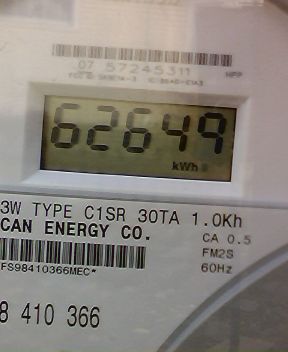 07 57245311 HPP
62649
kWh
3W TYPE C1SR 30TA 1.0Kh
CAN ENERGY CO. CA 0.5
FM2S
FS98410366MEC* 60Hz
8 410 366